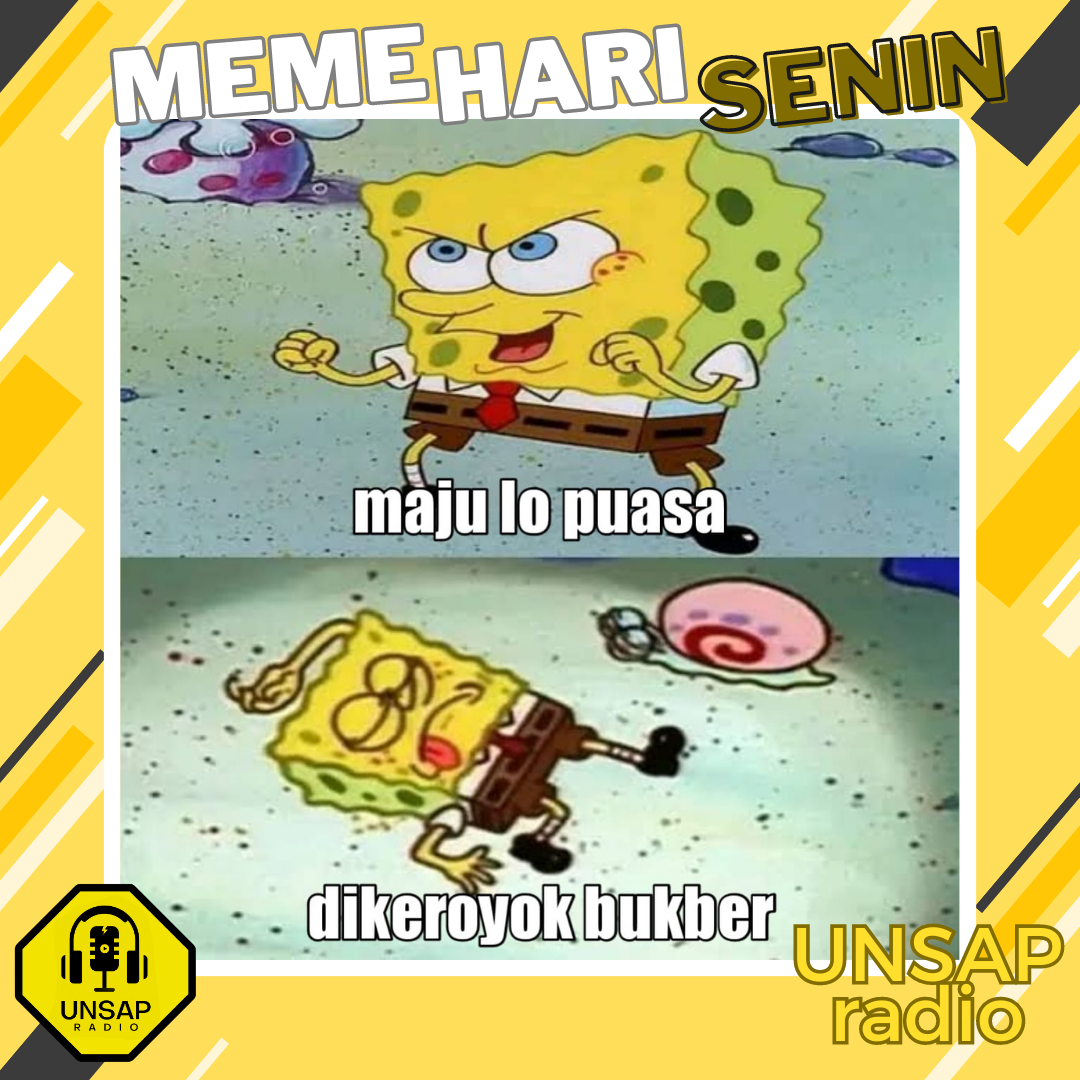 MEME HARI SENIN
maju lo puasa
dikeroyok bukber
UNSAP
RADIO
UNSAP
radio